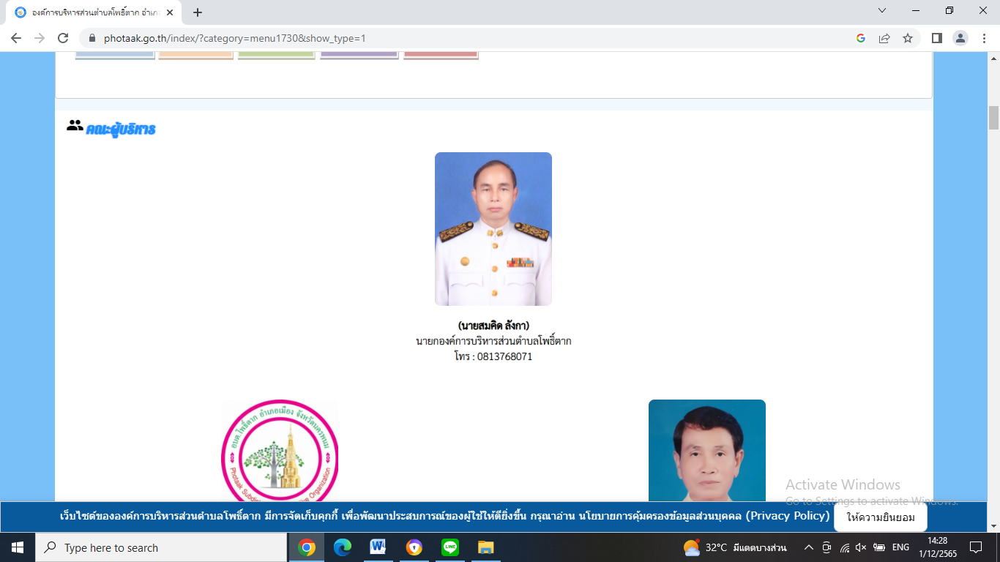 องค์การบริหารส่วนตำบลโพธิ์ตาก อำเภ
photaak.go.th/index/?category=menu1730&show_type=1
คณะผู้บริหาร
(นายสมคิด ลังกา)
นายกองค์การบริหารส่วนตำบลโพธิ์ตาก
โทร : 0813768071
อบต.โพธิ์ตาก อำเภอเมือง จังหวัดนครพนม
Photaak Organization
Activate Windows
Go to Settings to activate Windows.
เว็บไซต์ขององค์การบริหารส่วนตำบลโพธิ์ตาก มีการจัดเก็บคุกกี้ เพื่อพัฒนาประสบการณ์ของผู้ใช้ให้ดียิ่งขึ้น กรุณาอ่าน นโยบายการคุ้มครองข้อมูลส่วนบุคคล (Privacy Policy) ให้ความยินยอม
Type here to search
32°C มีแดดบางส่วน
ENG
14:28
1/12/2565